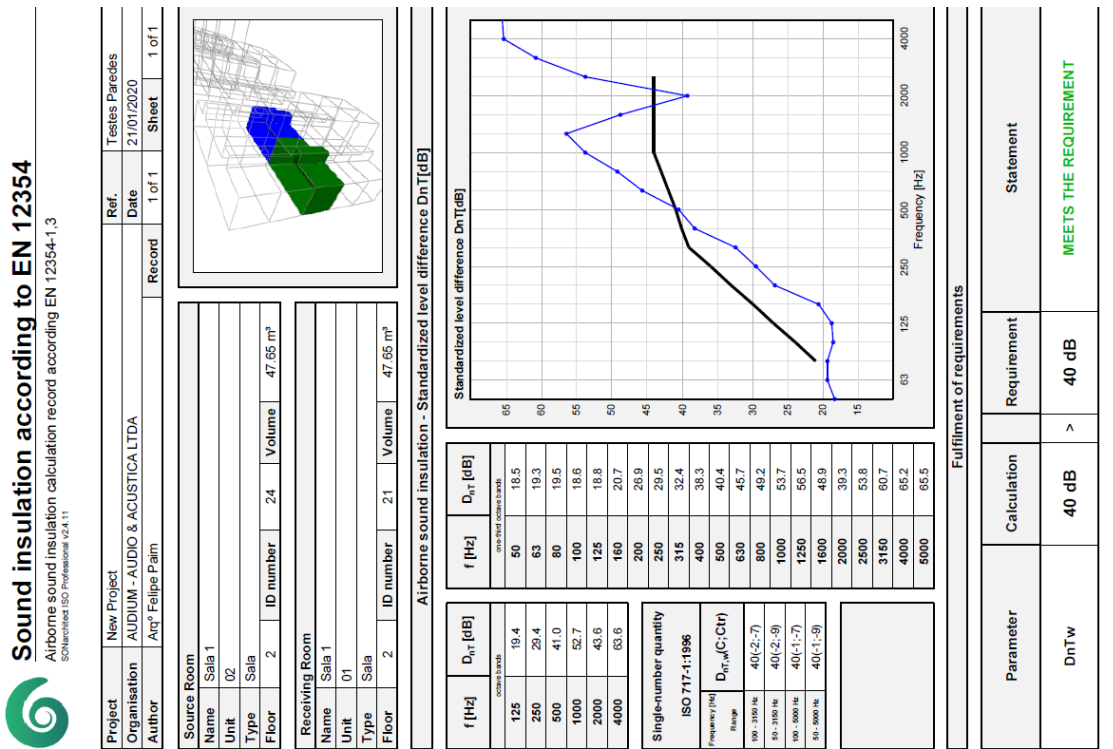 Sound insulation according to EN 12354
Airborne sound insulation calculation record according EN 12354-1,3
SONarchitect ISO Professional v2.4.11
Project New Project Ref. Testes Paredes
Organisation AUDIUM - AUDIO & ACUSTICA LTDA Date 21/01/2020
Author Arqº Felipe Paim Record 1 of 1 Sheet 1 of 1
Source Room
Name Sala 1
Unit 02
Type Sala
Floor 2 ID number 24 Volume 47.65 m³
Receiving Room
Name Sala 1
Unit 01
Type Sala
Floor 2 ID number 21 Volume 47.65 m³
Airborne sound insulation - Standardized level difference DnT[dB]
f [Hz] DnT [dB]
octave bands
125 19.4
250 29.4
500 41.0
1000 52.7
2000 43.6
4000 63.6
Single-number quantity
ISO 717-1:1996
Frequency [Hz] Range DnT,w(C;Ctr)
100 - 3150 Hz 40(-2;-7)
50 - 3150 Hz 40(-2;-9)
100 - 5000 Hz 40(-1;-7)
50 - 5000 Hz 40(-1;-9)
f [Hz] DnT [dB]
one-third octave bands
50 18.5
63 19.3
80 19.5
100 18.6
125 18.8
160 20.7
200 26.9
250 29.5
315 32.4
400 38.3
500 40.4
630 45.7
800 49.2
1000 53.7
1250 56.5
1600 48.9
2000 39.3
2500 53.8
3150 60.7
4000 65.2
5000 65.5
Standardized level difference DnT[dB]
65
60
55
50
45
40
35
30
25
20
15
63 125 250 500 1000 2000 4000
Frequency [Hz]
Fulfilment of requirements
Parameter Calculation Requirement Statement
DnTw 40 dB > 40 dB MEETS THE REQUIREMENT